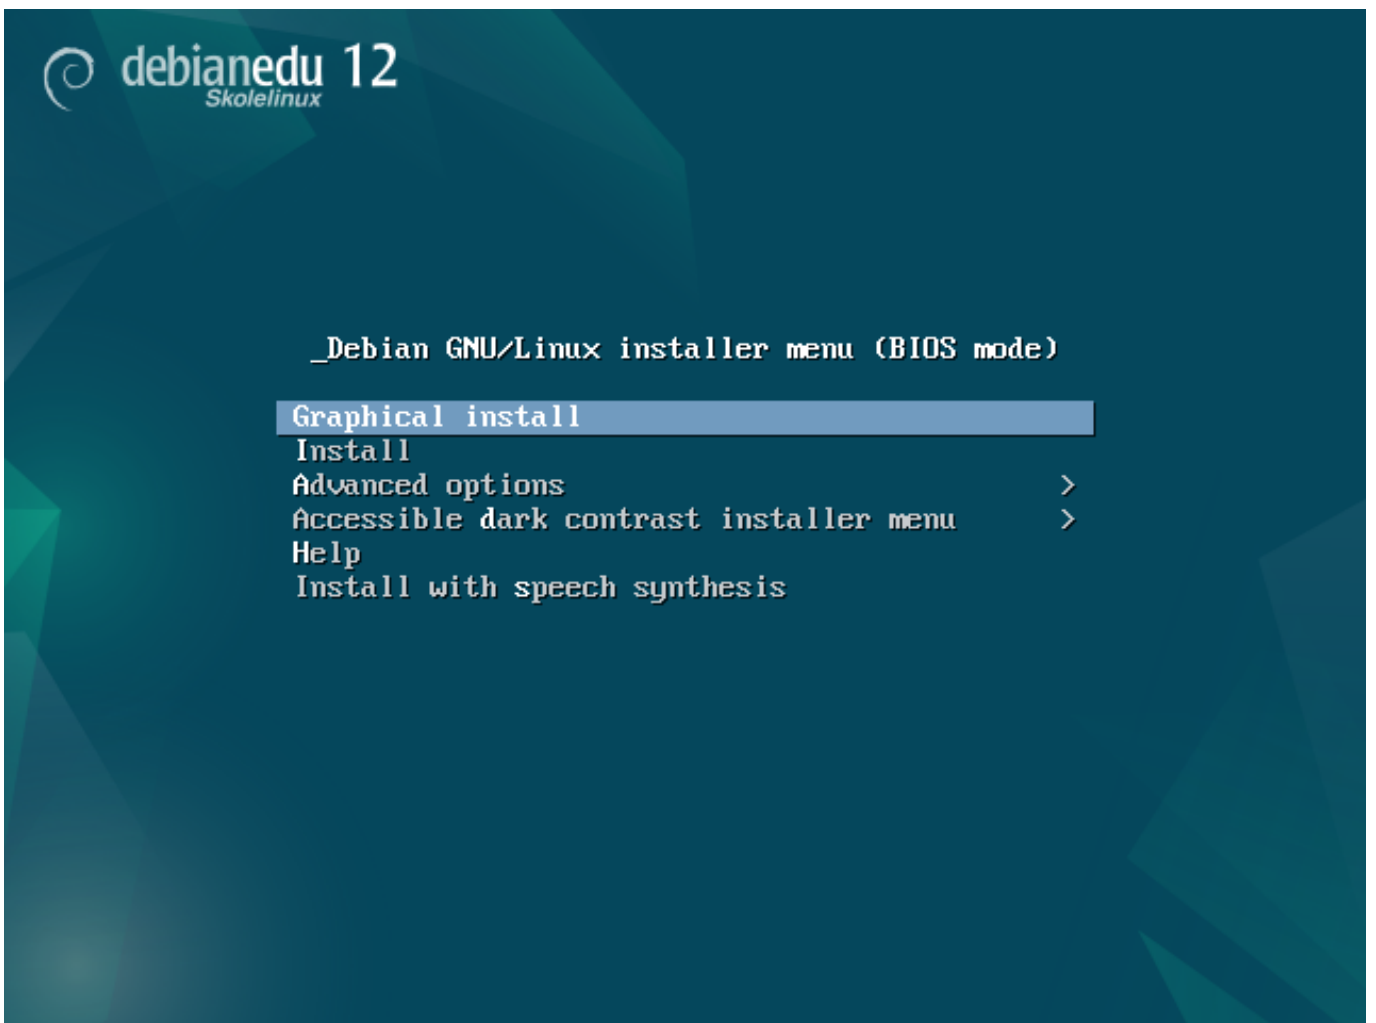 debianedu 12
Skolelinux
_Debian GNU/Linux installer menu (BIOS mode)
Graphical install
Install
Advanced options >
Accessible dark contrast installer menu >
Help
Install with speech synthesis